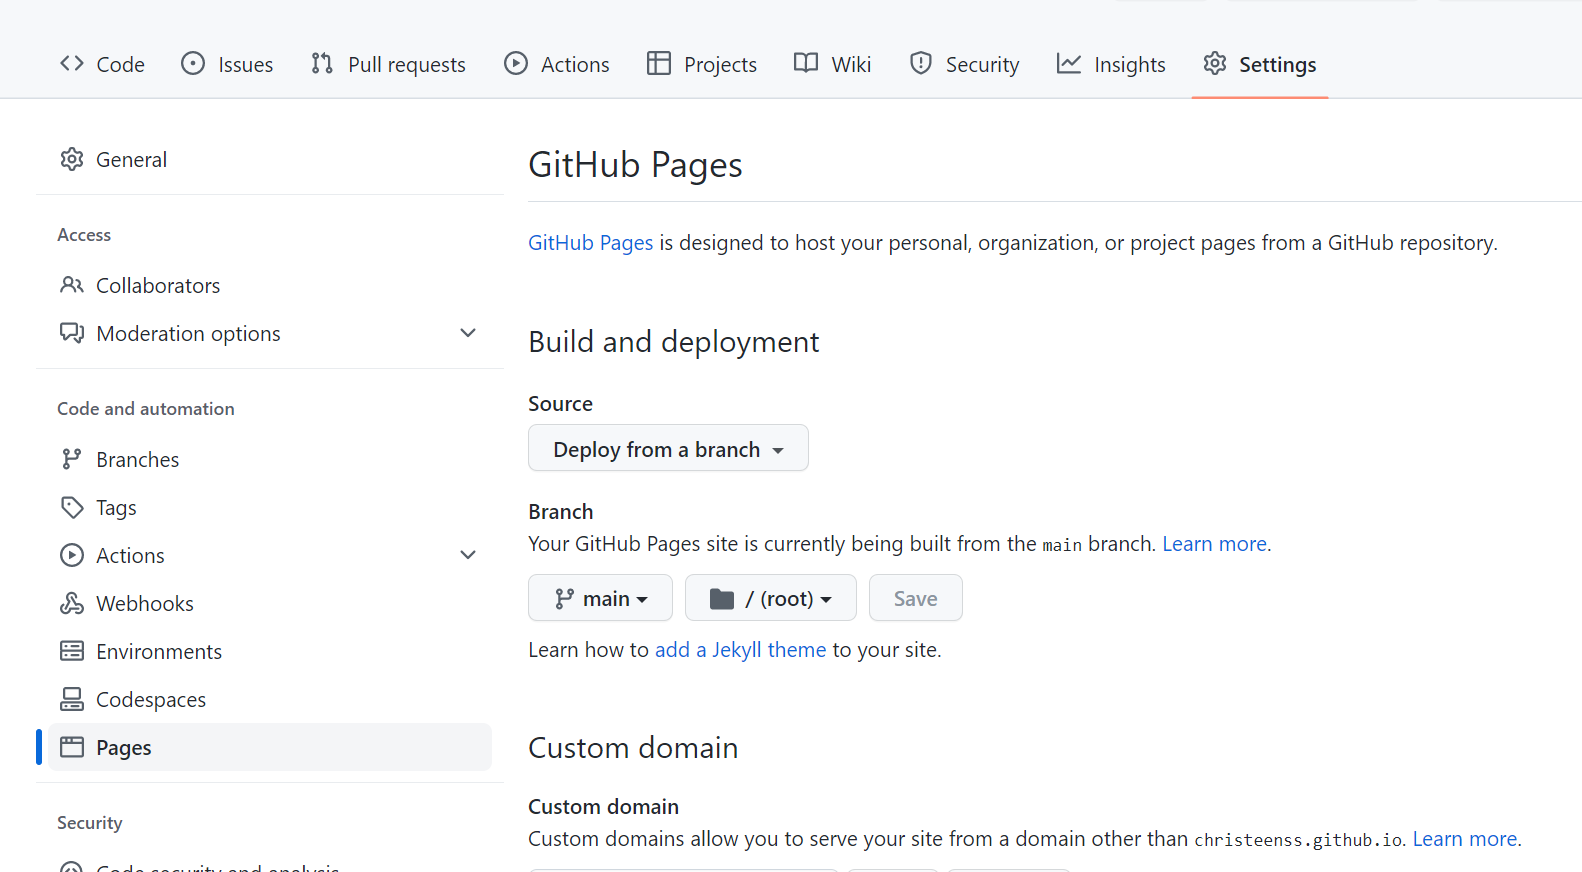 Code Issues Pull requests Actions Projects Wiki Security Insights Settings
General
Access
Collaborators
Moderation options
Code and automation
Branches
Tags
Actions
Webhooks
Environments
Codespaces
Pages
Security
Code security and analysis
GitHub Pages
GitHub Pages is designed to host your personal, organization, or project pages from a GitHub repository.
Build and deployment
Source
Deploy from a branch
Branch
Your GitHub Pages site is currently being built from the main branch. Learn more.
main / (root) Save
Learn how to add a Jekyll theme to your site.
Custom domain
Custom domain
Custom domains allow you to serve your site from a domain other than christeenss.github.io. Learn more.